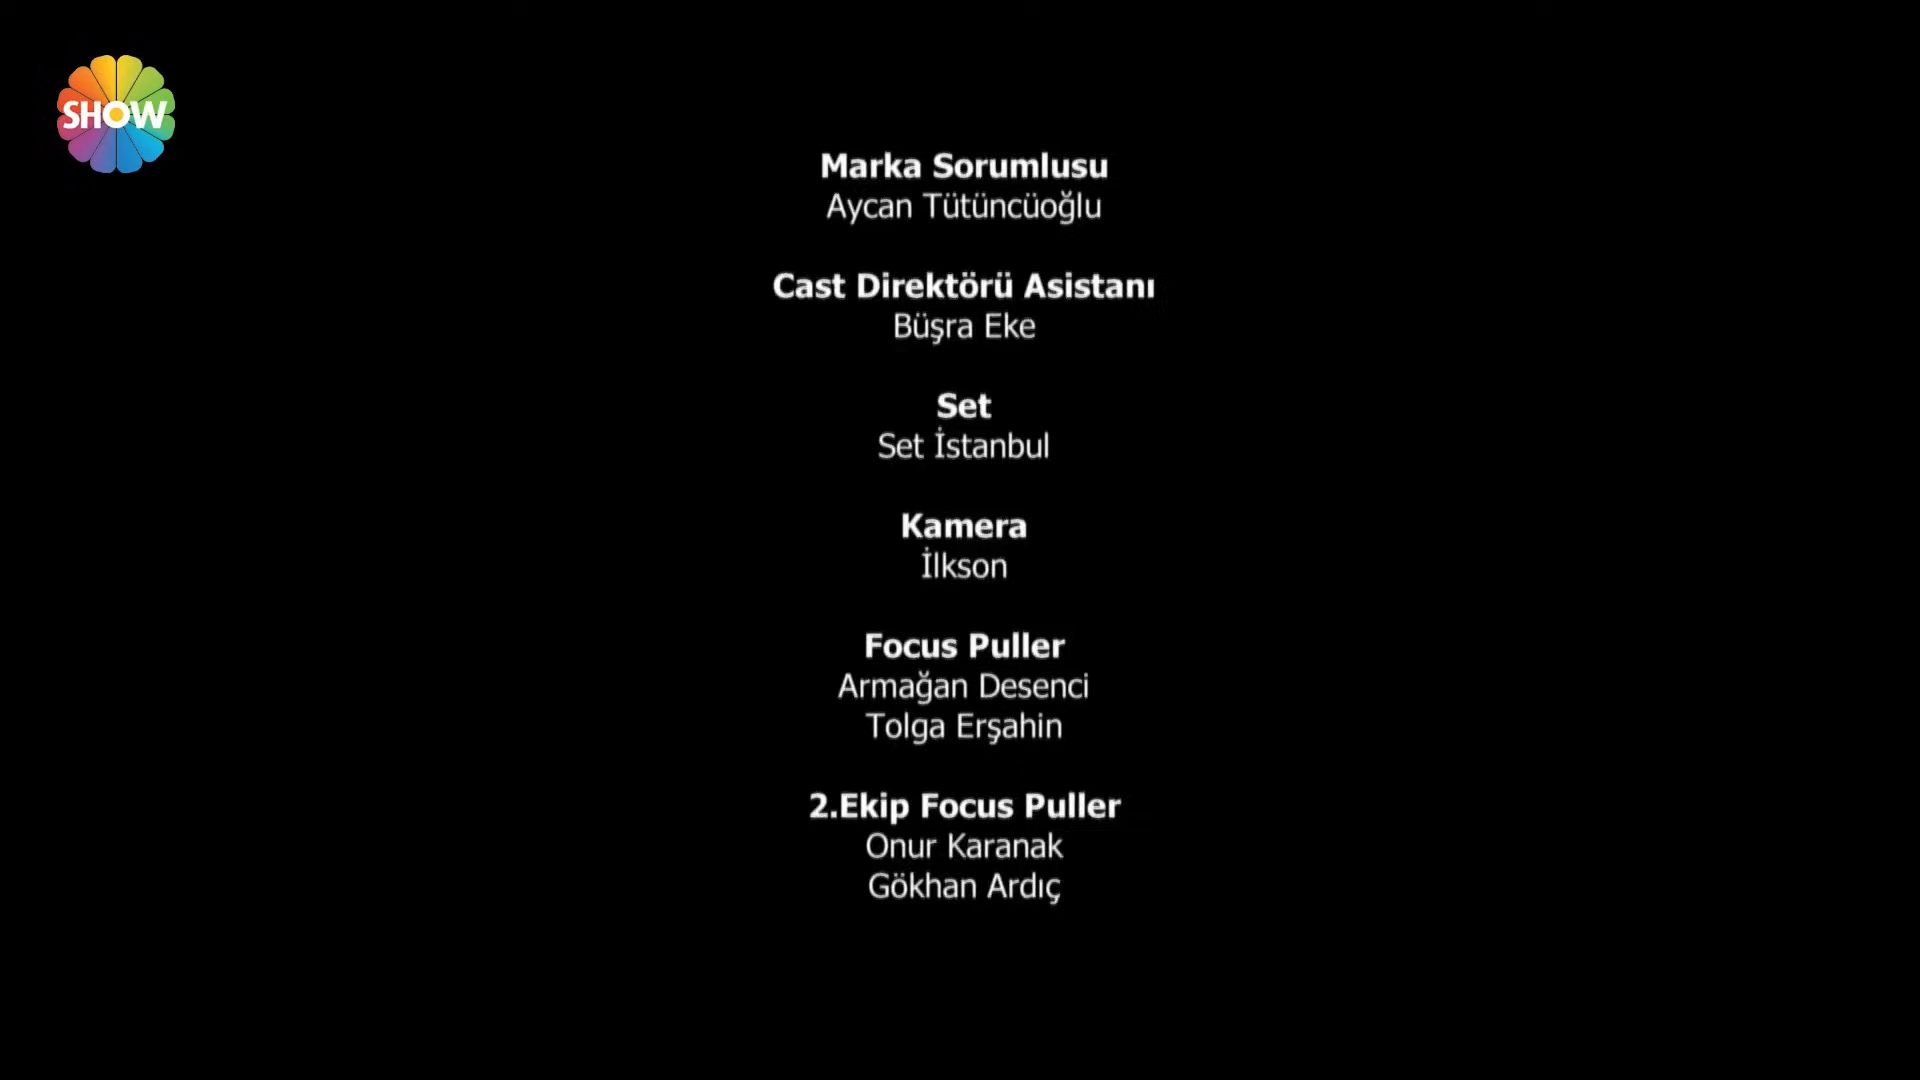 SHOW
Marka Sorumlusu
Aycan Tütüncüoğlu
Cast Direktörü Asistanı
Büşra Eke
Set
Set İstanbul
Kamera
İlkson
Focus Puller
Armağan Desenci
Tolga Erşahin
2.Ekip Focus Puller
Onur Karanak
Gökhan Ardıç